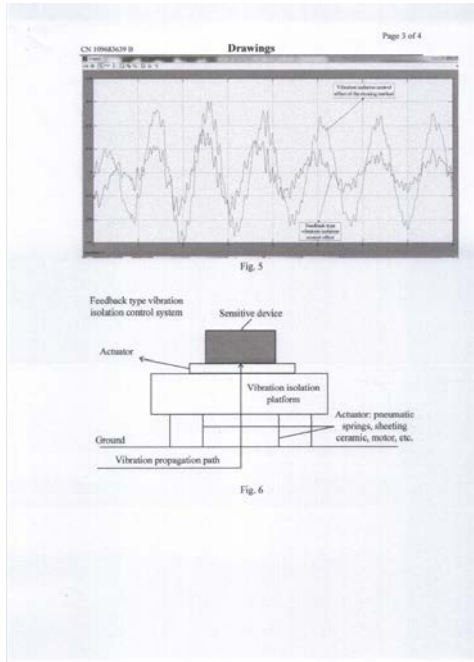 Page 3 of 4
CN 109683639 B
Drawings
Vibration isolation control
effect of the existing method
Feedback type
vibration isolation
control effect
Fig. 5
Feedback type vibration
isolation control system
Sensitive device
Actuator
Vibration isolation
platform
Actuator: pneumatic
springs, sheeting
ceramic, motor, etc.
Ground
Vibration propagation path
Fig. 6